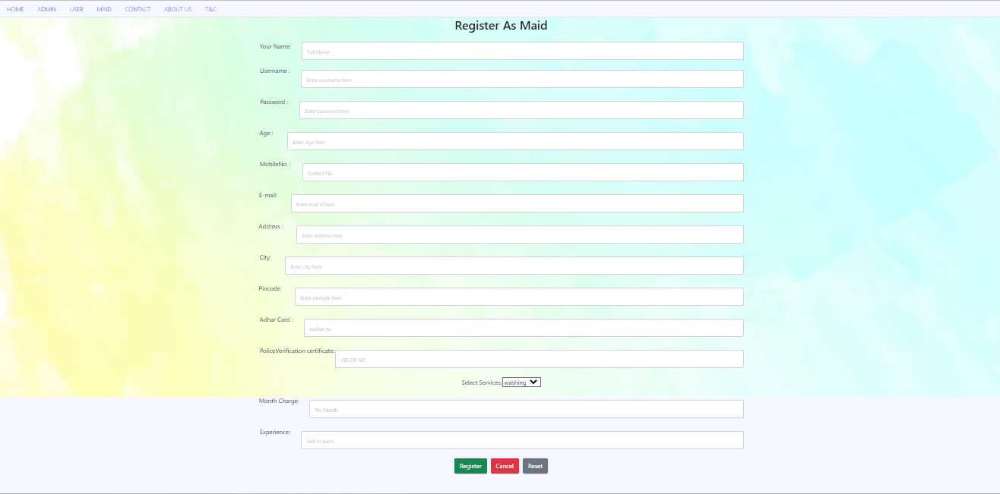 HOME ADMIN USER MAID CONTACT ABOUT US T&C
Register As Maid
Your Name: Full Name
Username : Enter username here
Password : Enter password here
Age : Enter Age here
MobileNo. : Contact No
E-mail: Enter mail id here
Address : Enter address here
City: Enter city here
Pincode: Enter pincode here
Adhar Card : aadhar no
PoliceVerification certificate: YES OR NO
Select Services: washing
Month Charge: Per Month
Experience: Add in years
Register Cancel Reset